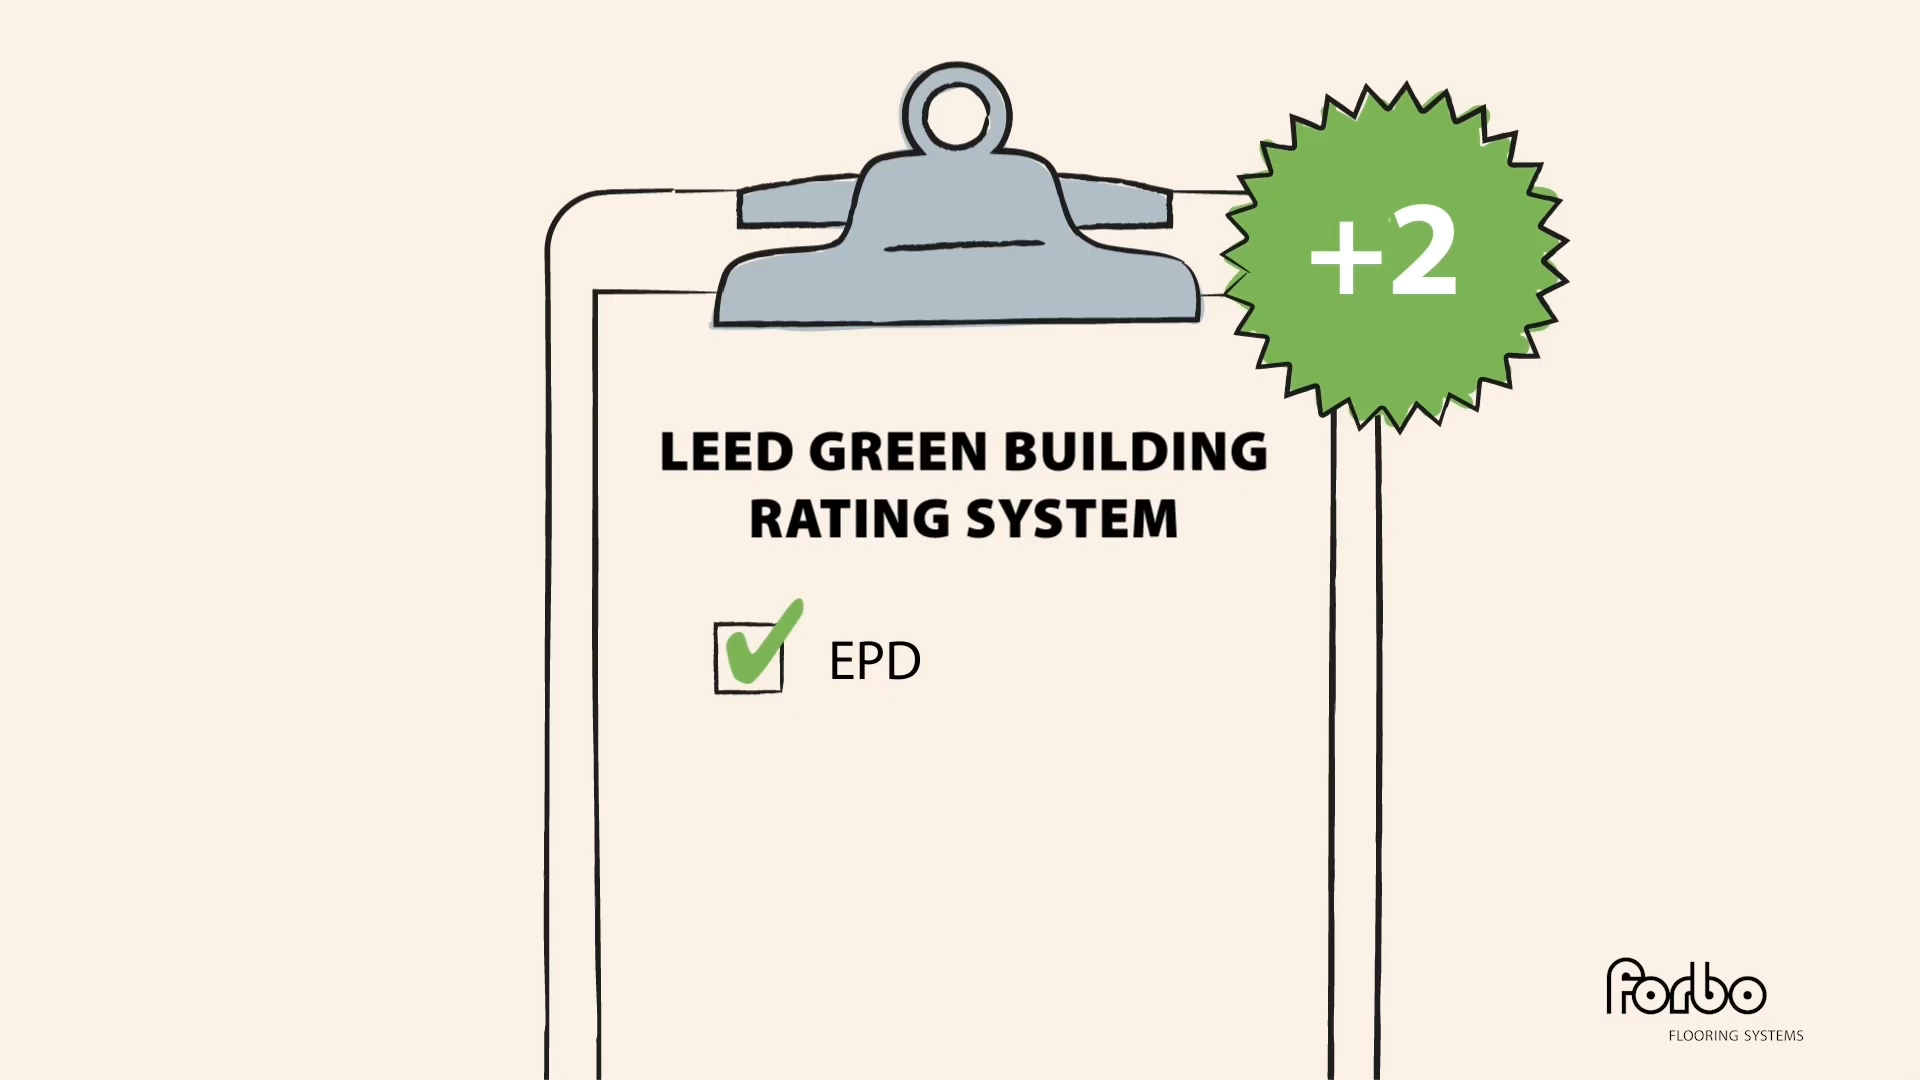 +2
LEED GREEN BUILDING
RATING SYSTEM
EPD
forbo
FLOORING SYSTEMS